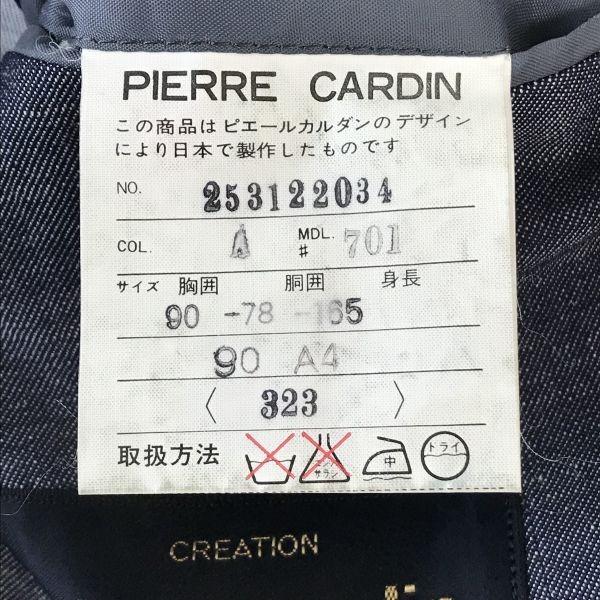 PIERRE CARDIN
この商品はピエールカルダンのデザイン
により日本で製作したものです
NO. 253122034
COL. A MDL. # 701
サイズ 胸囲 胴囲 身長
90 -78 -165
90 A4
〈 323 〉
取扱方法 エンソ サラシ 中 ドライ
CREATION